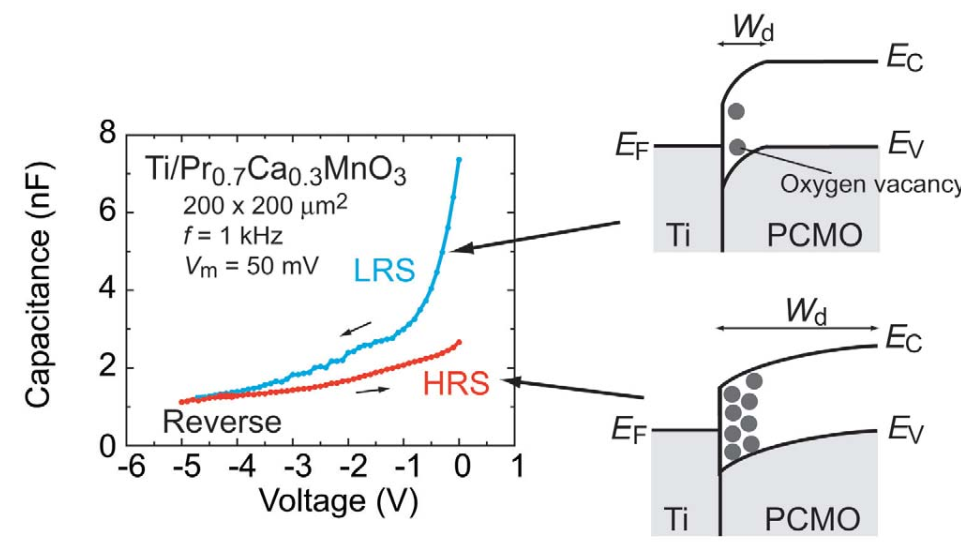 Capacitance (nF)
8
6
4
2
0
-6 -5 -4 -3 -2 -1 0 1
Voltage (V)
Ti/Pr0.7Ca0.3MnO3
200 x 200 μm2
f = 1 kHz
Vm = 50 mV
LRS
HRS
Reverse
Wd
EC
EF
EV
Oxygen vacancy
Ti
PCMO
Wd
EC
EF
EV
Ti
PCMO